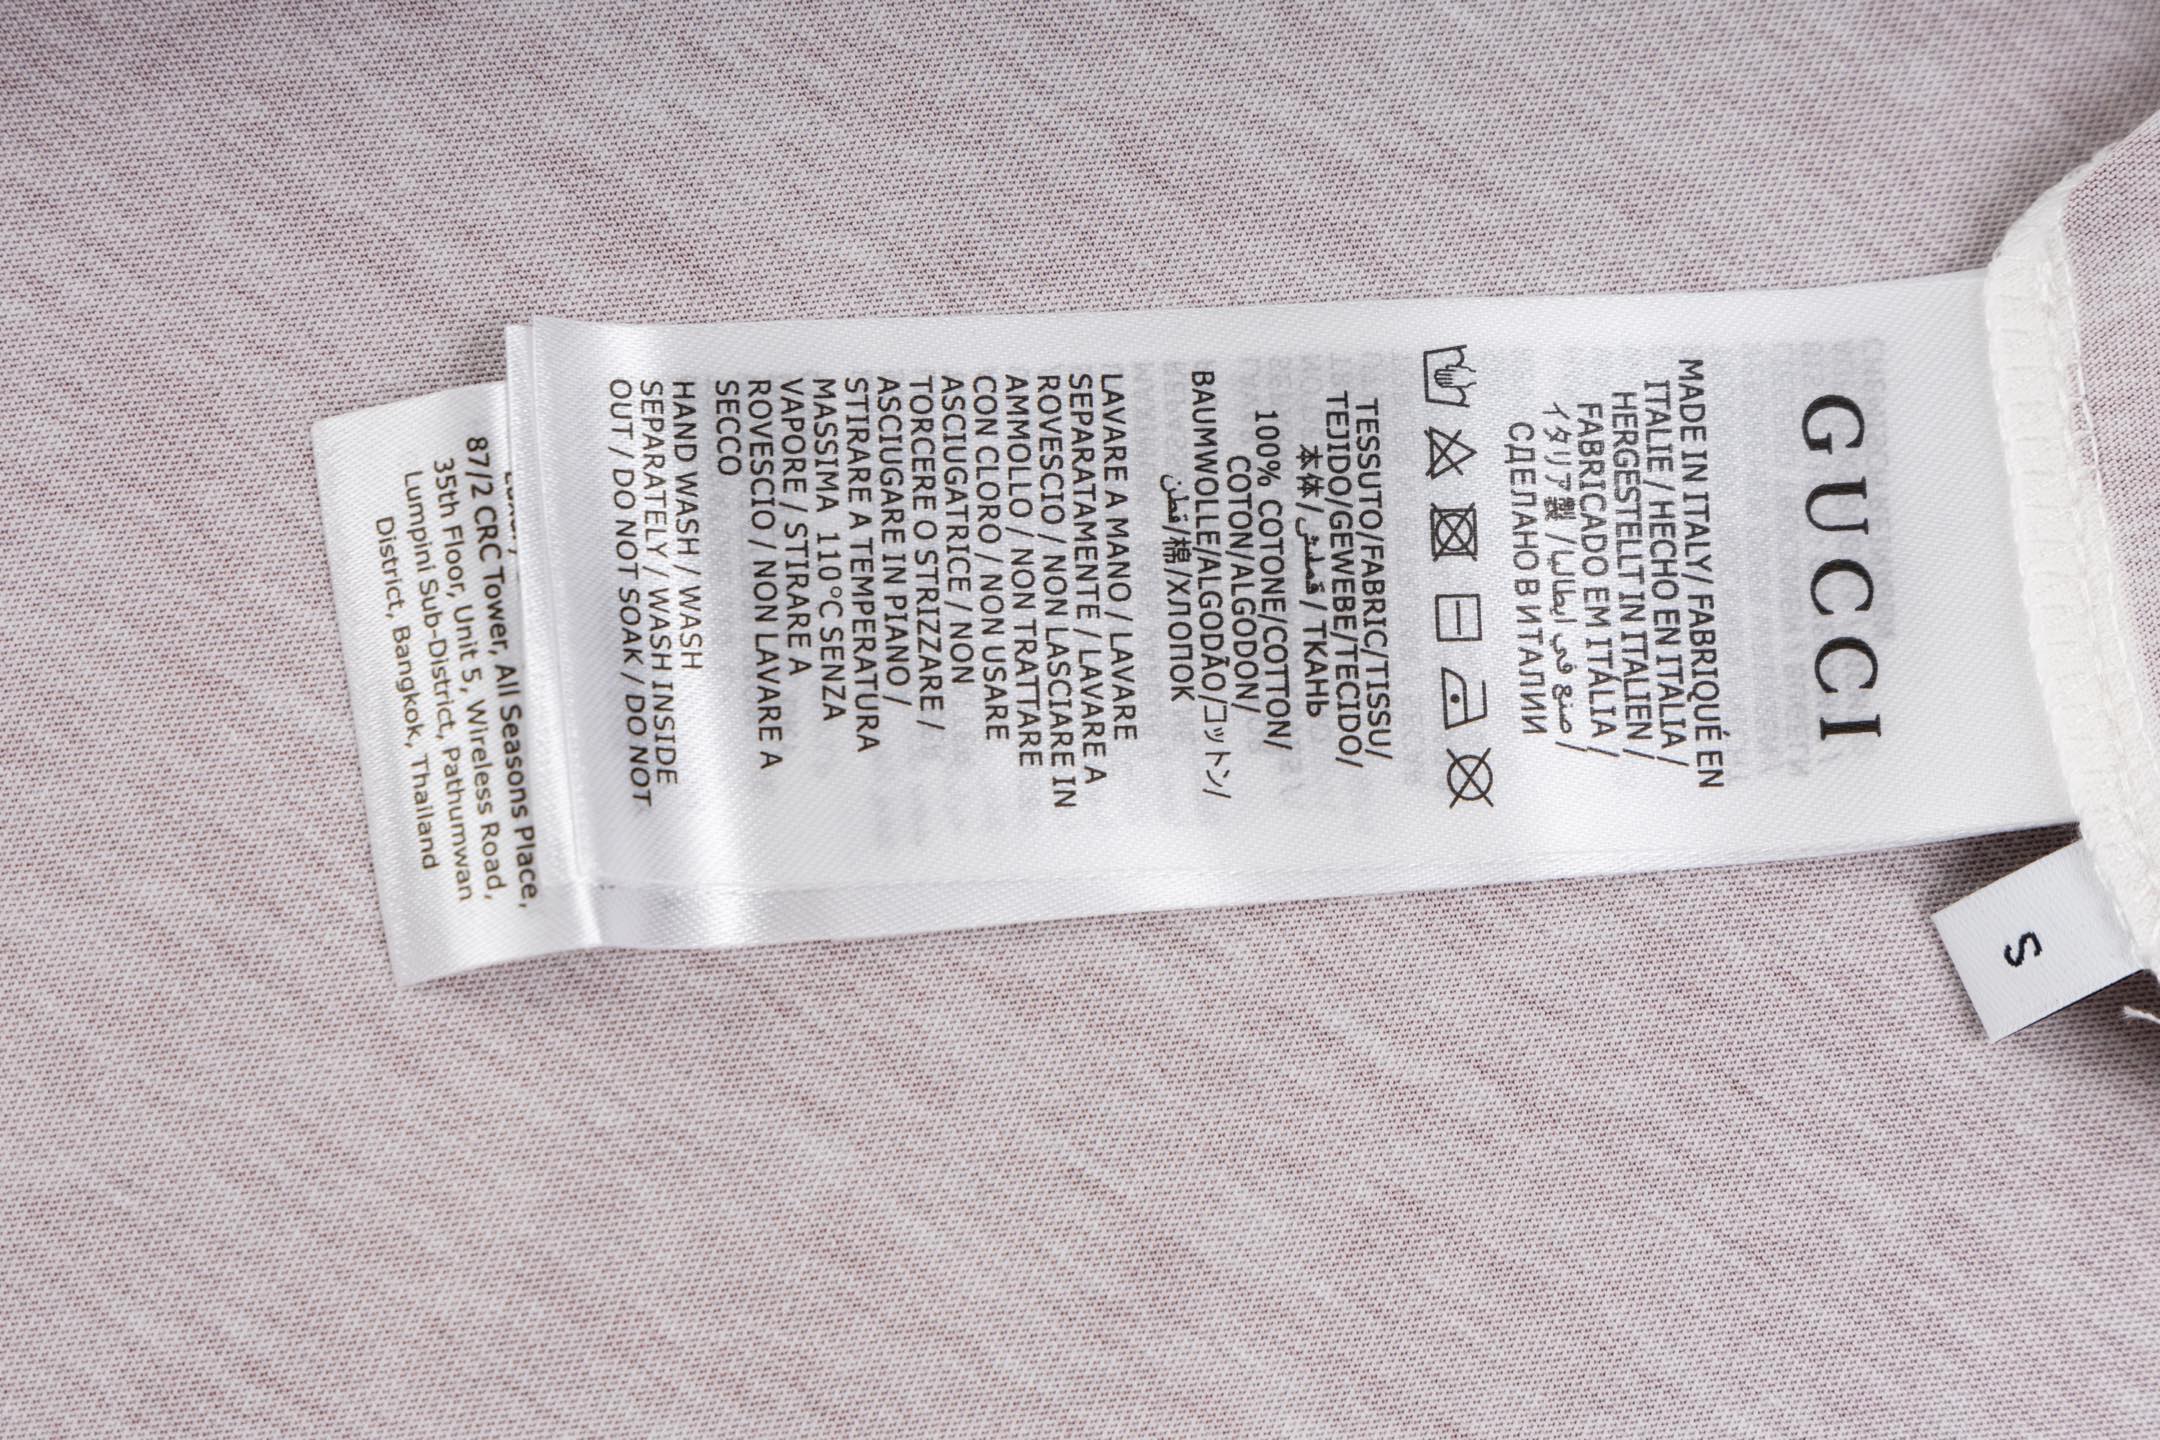 GUCCI
MADE IN ITALY/ FABRIQUÉ EN
ITALIE / HECHO EN ITALIA /
HERGESTELLT IN ITALIEN /
FABRICADO EM ITÁLIA /
イタリア製 / صنع في ايطاليا /
СДЕЛАНО В ИТАЛИИ
TESSUTO/FABRIC/TISSU/
TEJIDO/GEWEBE/TECIDO/
本体 / قماش / ТКАНЬ
100% COTONE/COTTON/
COTON/ALGODON/
BAUMWOLLE/ALGODÃO/コットン/
قطن /棉/ХЛОПОК
LAVARE A MANO / LAVARE
SEPARATAMENTE / LAVARE A
ROVESCIO / NON LASCIARE IN
AMMOLLO / NON TRATTARE
CON CLORO / NON USARE
ASCIUGATRICE / NON
TORCERE O STRIZZARE /
ASCIUGARE IN PIANO /
STIRARE A TEMPERATURA
MASSIMA 110°C SENZA
VAPORE / STIRARE A
ROVESCIO / NON LAVARE A
SECCO
HAND WASH / WASH
SEPARATELY / WASH INSIDE
OUT / DO NOT SOAK / DO NOT
87/2 CRC Tower, All Seasons Place,
35th Floor, Unit 5, Wireless Road,
Lumpini Sub-District, Pathumwan
District, Bangkok, Thailand
S